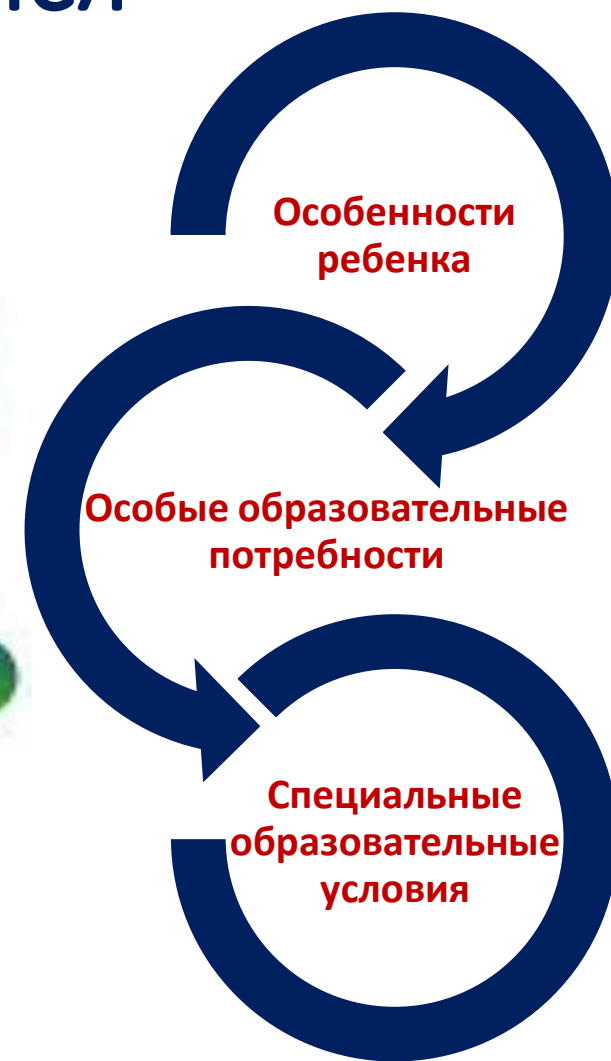 Особенности
ребенка
Особые образовательные
потребности
Специальные
образовательные
условия